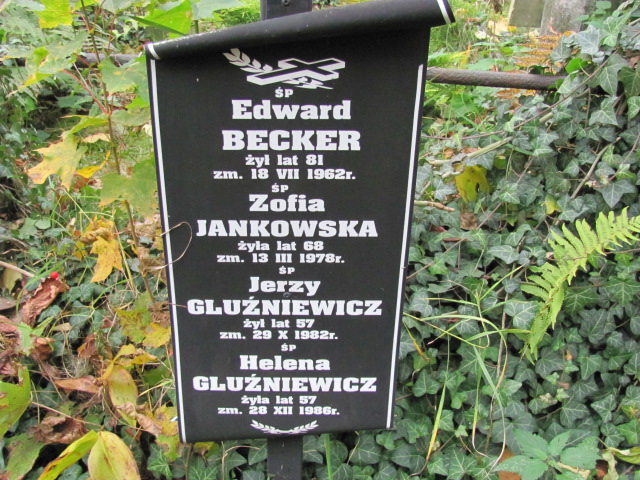 ŚP
Edward
BECKER
żył lat 81
zm. 18 VII 1962r.
ŚP
Zofia
JANKOWSKA
żyła lat 68
zm. 13 III 1978r.
ŚP
Jerzy
GLUŹNIEWICZ
żył lat 57
zm. 29 X 1982r.
ŚP
Helena
GLUŹNIEWICZ
żyła lat 57
zm. 28 XII 1986r.